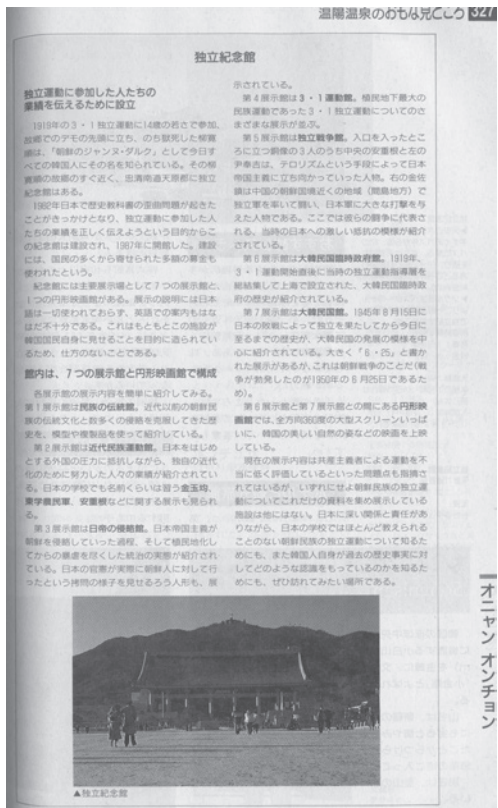 温陽温泉のおもな見どころ 327
独立紀念館
独立運動に参加した人たちの
業績を伝えるために設立
1919年の3・1独立運動に14歳の若さで参加、
故郷でのデモの先頭に立ち、のち獄死した柳寛
順は、「朝鮮のジャンヌ・ダルク」として今日す
べての韓国人にその名を知られている。その柳
寛順の故郷のすぐ近く、忠清南道天原郡に独立
紀念館はある。
1982年日本で歴史教科書の歪曲問題が起きた
ことがきっかけとなり、独立運動に参加した人
たちの業績を正しく伝えようという目的からこ
の紀念館は建設され、1987年に開館した。建設
には、国民の多くから寄せられた多額の募金も
使われたという。
紀念館には主要展示場として7つの展示館と、
1つの円形映画館がある。展示の説明には日本
語は一切使われておらず、英語での案内もはな
はだ不十分である。これはもともとこの施設が
韓国国民自身に見せることを目的に造られてい
るため、仕方のないことである。
館内は、7つの展示館と円形映画館で構成
各展示館の展示内容を簡単に紹介してみる。
第1展示館は民族の伝統館。近代以前の朝鮮民
族の伝統文化と数多くの侵略を克服してきた歴
史を、模型や複製品を使って紹介している。
第2展示館は近代民族運動館。日本をはじめ
とする外国の圧力に抵抗しながら、独自の近代
化のために努力した人々の業績が紹介されてい
る。日本の学校でも名前くらいは習う金玉均、
東学農民軍、安重根などに関する展示も見られ
る。
第3展示館は日帝の侵略館。日本帝国主義が
朝鮮を侵略していった過程、そして植民地化し
てからの暴虐を尽くした統治の実態が紹介され
ている。日本の官憲が実際に朝鮮人に対して行
ったという拷問の様子を見せるろう人形も、展
示されている。
第4展示館は3・1運動館。植民地下最大の
民族運動であった3・1独立運動についてのさ
まざまな展示が並ぶ。
第5展示館は独立戦争館。入口を入ったとこ
ろに立つ銅像の3人のうち中央の安重根と左の
尹奉吉は、テロリズムという手段によって日本
帝国主義に立ち向かっていった人物。右の金佐
鎮は中国の朝鮮国境近くの地域(間島地方)で
独立軍を率いて闘い、日本軍に大きな打撃を与
えた人物である。ここでは彼らの闘争に代表さ
れる、当時の日本への激しい抵抗の模様が紹介
されている。
第6展示館は大韓民国臨時政府館。1919年、
3・1運動開始直後に当時の独立運動指導層を
総結集して上海で設立された、大韓民国臨時政
府の歴史が紹介されている。
第7展示館は大韓民国館。1945年8月15日に
日本の敗戦によって独立を果たしてから今日に
至るまでの歴史が、大韓民国の発展の模様を中
心に紹介されている。大きく「6・25」と書か
れた展示があるが、これは朝鮮戦争のことだ(戦
争が勃発したのが1950年の6月25日であるた
め)。
第6展示館と第7展示館との間にある円形映
画館では、全方向360度の大型スクリーンいっぱ
いに、韓国の美しい自然の姿などの映画を上映
している。
現在の展示内容は共産主義者による運動を不
当に低く評価しているといった問題点も指摘さ
れてはいるが、いずれにせよ朝鮮民族の独立運
動についてこれだけの資料を集め展示している
施設は他にはない。日本に深い関係と責任があ
りながら、日本の学校ではほとんど教えられる
ことのない朝鮮民族の独立運動について知るた
めにも、また韓国人自身が過去の歴史事実に対
してどのような認識をもっているのかを知るた
めにも、ぜひ訪れてみたい場所である。
▲独立紀念館
オニャン オンチョン